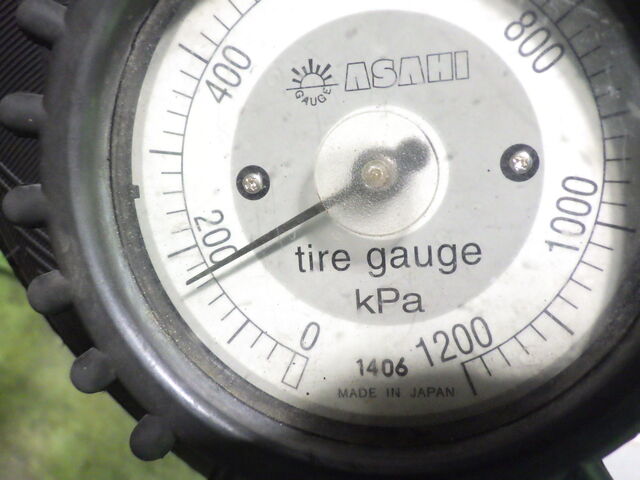 400
800
GAUGE
ASAHI
200
1000
tire gauge
kPa
0
1200
1406
MADE IN JAPAN